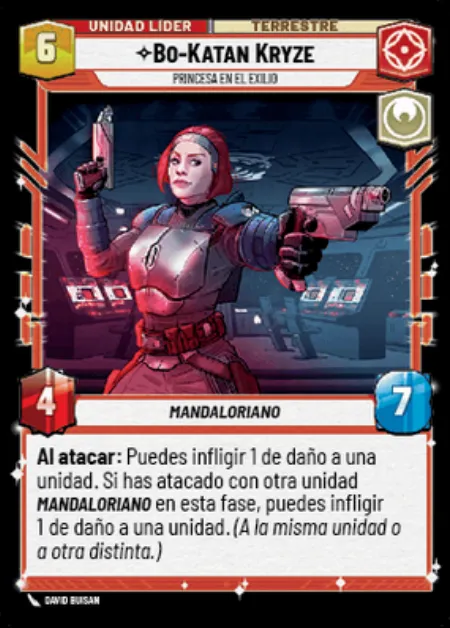 UNIDAD LÍDER
TERRESTRE
6
BO-KATAN KRYZE
PRINCESA EN EL EXILIO
4
MANDALORIANO
7
Al atacar: Puedes infligir 1 de daño a una
unidad. Si has atacado con otra unidad
MANDALORIANO en esta fase, puedes infligir
1 de daño a una unidad. (A la misma unidad o
a otra distinta.)
DAVID BUISAN